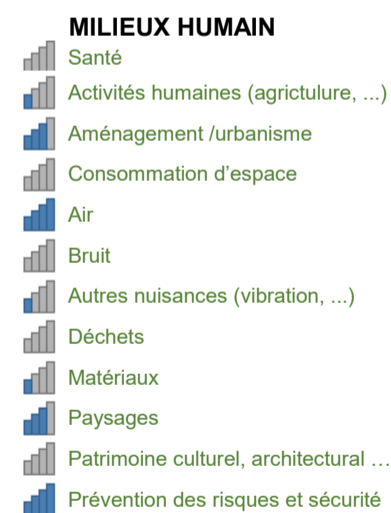 MILIEUX HUMAIN
Santé
Activités humaines (agrictulure, ...)
Aménagement /urbanisme
Consommation d'espace
Air
Bruit
Autres nuisances (vibration, ...)
Déchets
Matériaux
Paysages
Patrimoine culturel, architectural …
Prévention des risques et sécurité